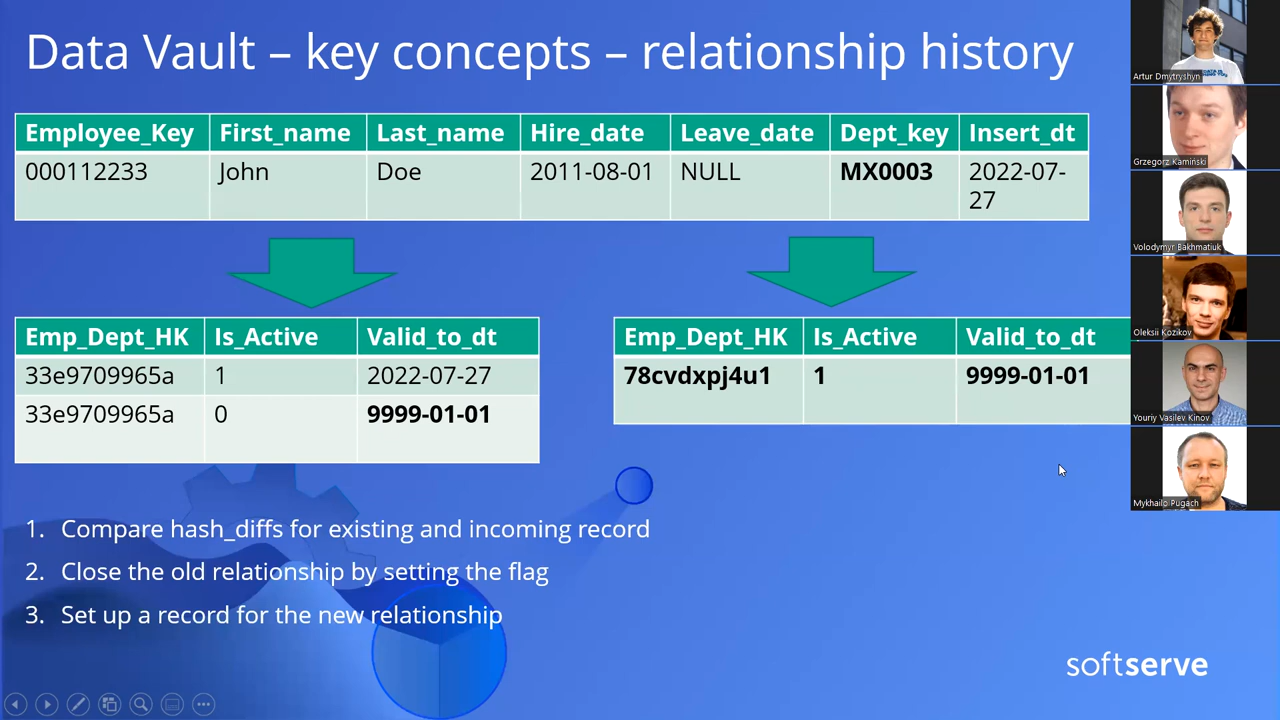 Data Vault – key concepts – relationship history
Employee_Key First_name Last_name Hire_date Leave_date Dept_key Insert_dt
000112233 John Doe 2011-08-01 NULL MX0003 2022-07-
27
Emp_Dept_HK Is_Active Valid_to_dt
33e9709965a 1 2022-07-27
33e9709965a 0 9999-01-01
Emp_Dept_HK Is_Active Valid_to_dt
78cvdxpj4u1 1 9999-01-01
1. Compare hash_diffs for existing and incoming record
2. Close the old relationship by setting the flag
3. Set up a record for the new relationship
softserve
Artur Dmytryshyn
Grzegorz Kamiński
Volodymyr Bakhmatiuk
Oleksii Kozikov
Youriy Vasilev Kinov
Mykhailo Pugach